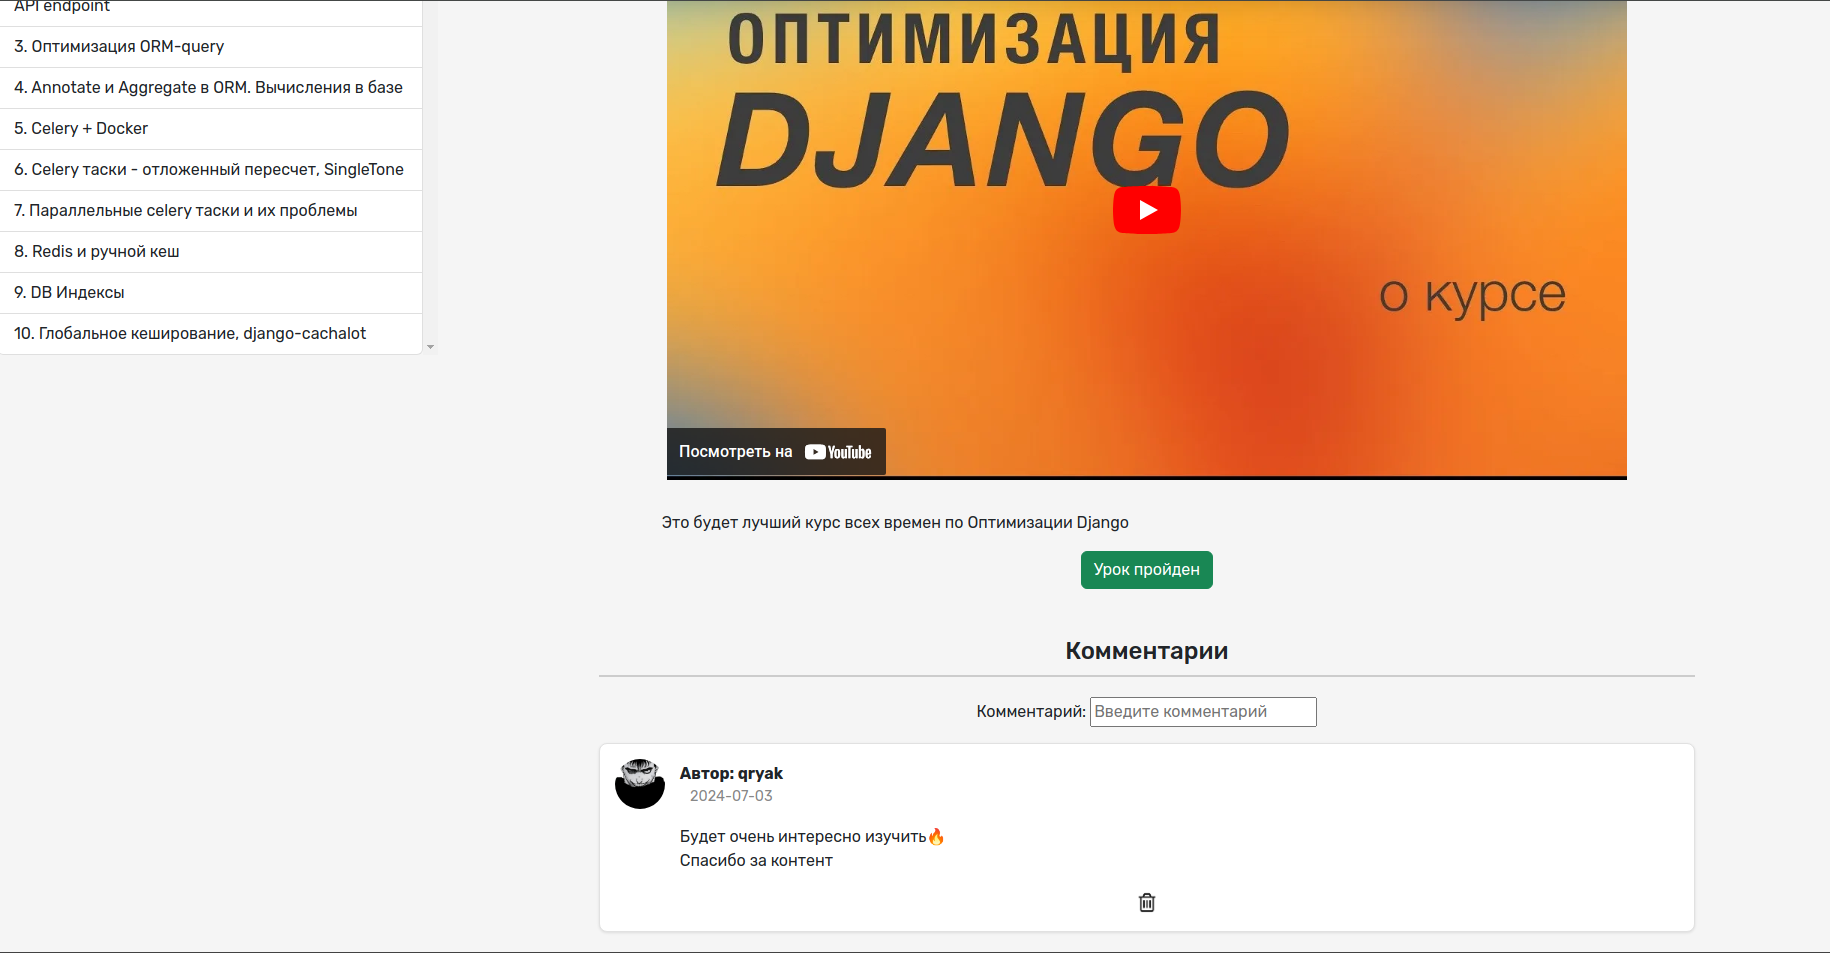 API endpoint
3. Оптимизация ORM-query
4. Annotate и Aggregate в ORM. Вычисления в базе
5. Celery + Docker
6. Celery таски - отложенный пересчет, SingleTone
7. Параллельные celery таски и их проблемы
8. Redis и ручной кеш
9. DB Индексы
10. Глобальное кеширование, django-cachalot
ОПТИМИЗАЦИЯ
DJANGO
о курсе
Посмотреть на YouTube
Это будет лучший курс всех времен по Оптимизации Django
Урок пройден
Комментарии
Комментарий: Введите комментарий
Автор: qryak
2024-07-03
Будет очень интересно изучить🔥
Спасибо за контент